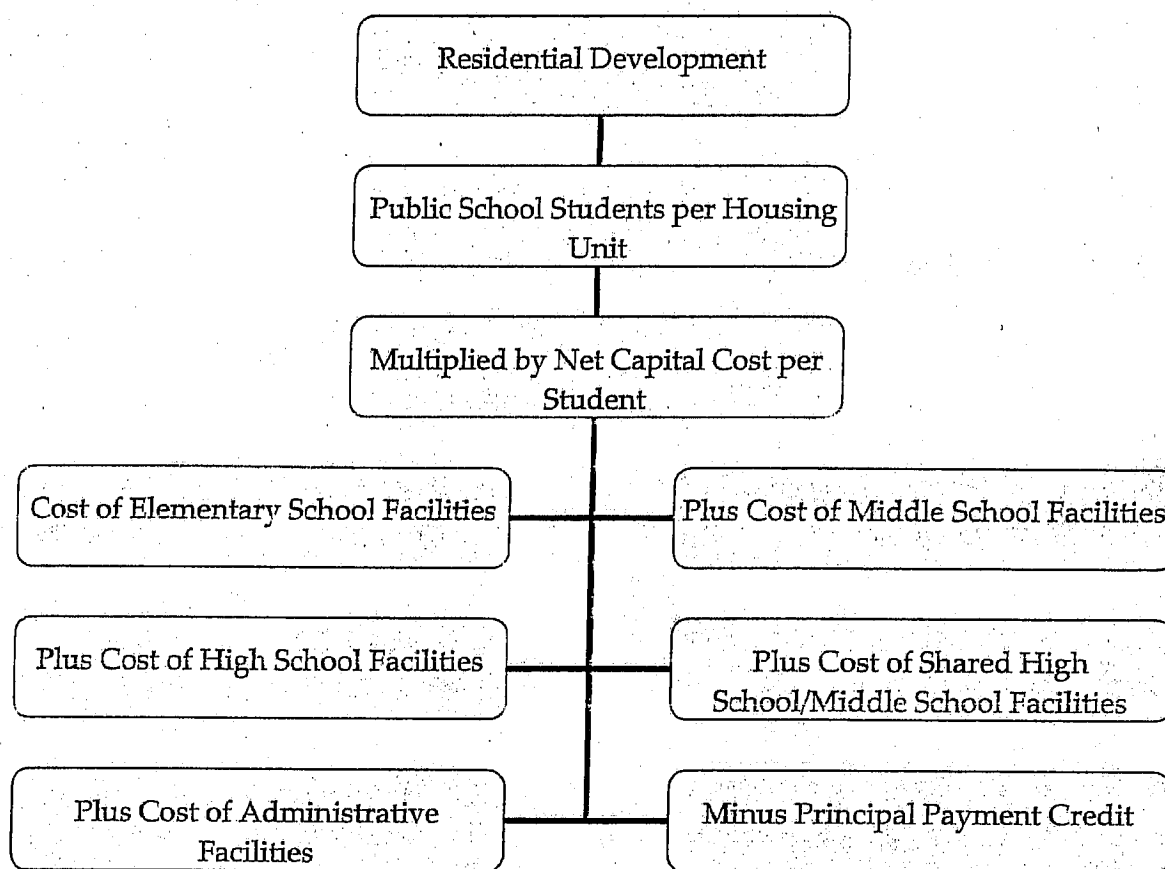 Residential Development
Public School Students per Housing
Unit
Multiplied by Net Capital Cost per
Student
Cost of Elementary School Facilities
Plus Cost of Middle School Facilities
Plus Cost of High School Facilities
Plus Cost of Shared High
School/Middle School Facilities
Plus Cost of Administrative
Facilities
Minus Principal Payment Credit